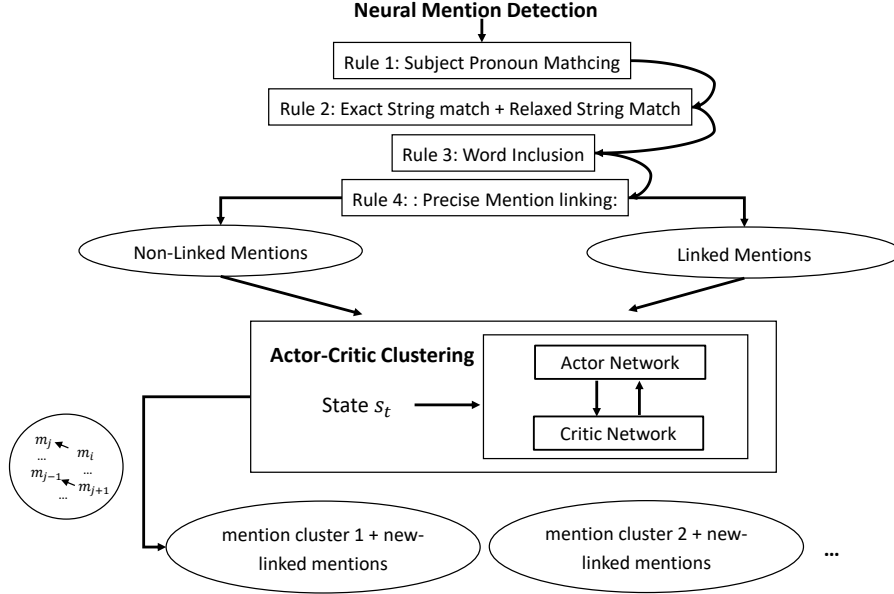 Neural Mention Detection
Rule 1: Subject Pronoun Mathcing
Rule 2: Exact String match + Relaxed String Match
Rule 3: Word Inclusion
Rule 4: : Precise Mention linking:
Non-Linked Mentions
Linked Mentions
Actor-Critic Clustering
Actor Network
State s_t
Critic Network
m_j
m_i
...
...
m_{j−1}
m_{j+1}
...
mention cluster 1 + new-
linked mentions
mention cluster 2 + new-
linked mentions
...